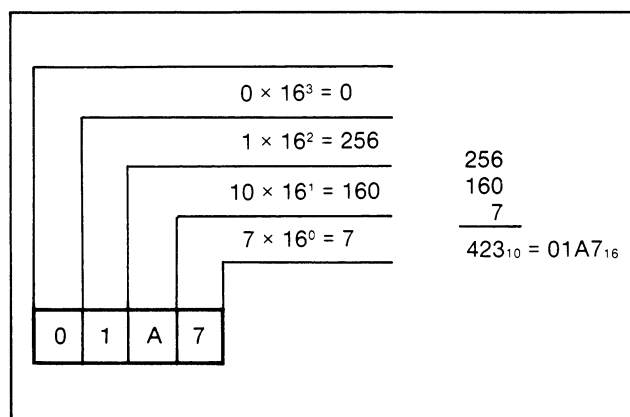 0 × 16³ = 0
1 × 16² = 256
10 × 16¹ = 160
7 × 16⁰ = 7
256
160
7
423₁₀ = 01A7₁₆
0 1 A 7